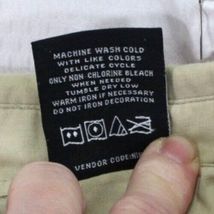 MACHINE WASH COLD
WITH LIKE COLORS
DELICATE CYCLE
ONLY NON-CHLORINE BLEACH
WHEN NEEDED
TUMBLE DRY LOW
WARM IRON IF NECESSARY
DO NOT IRON DECORATION
VENDOR CODE: